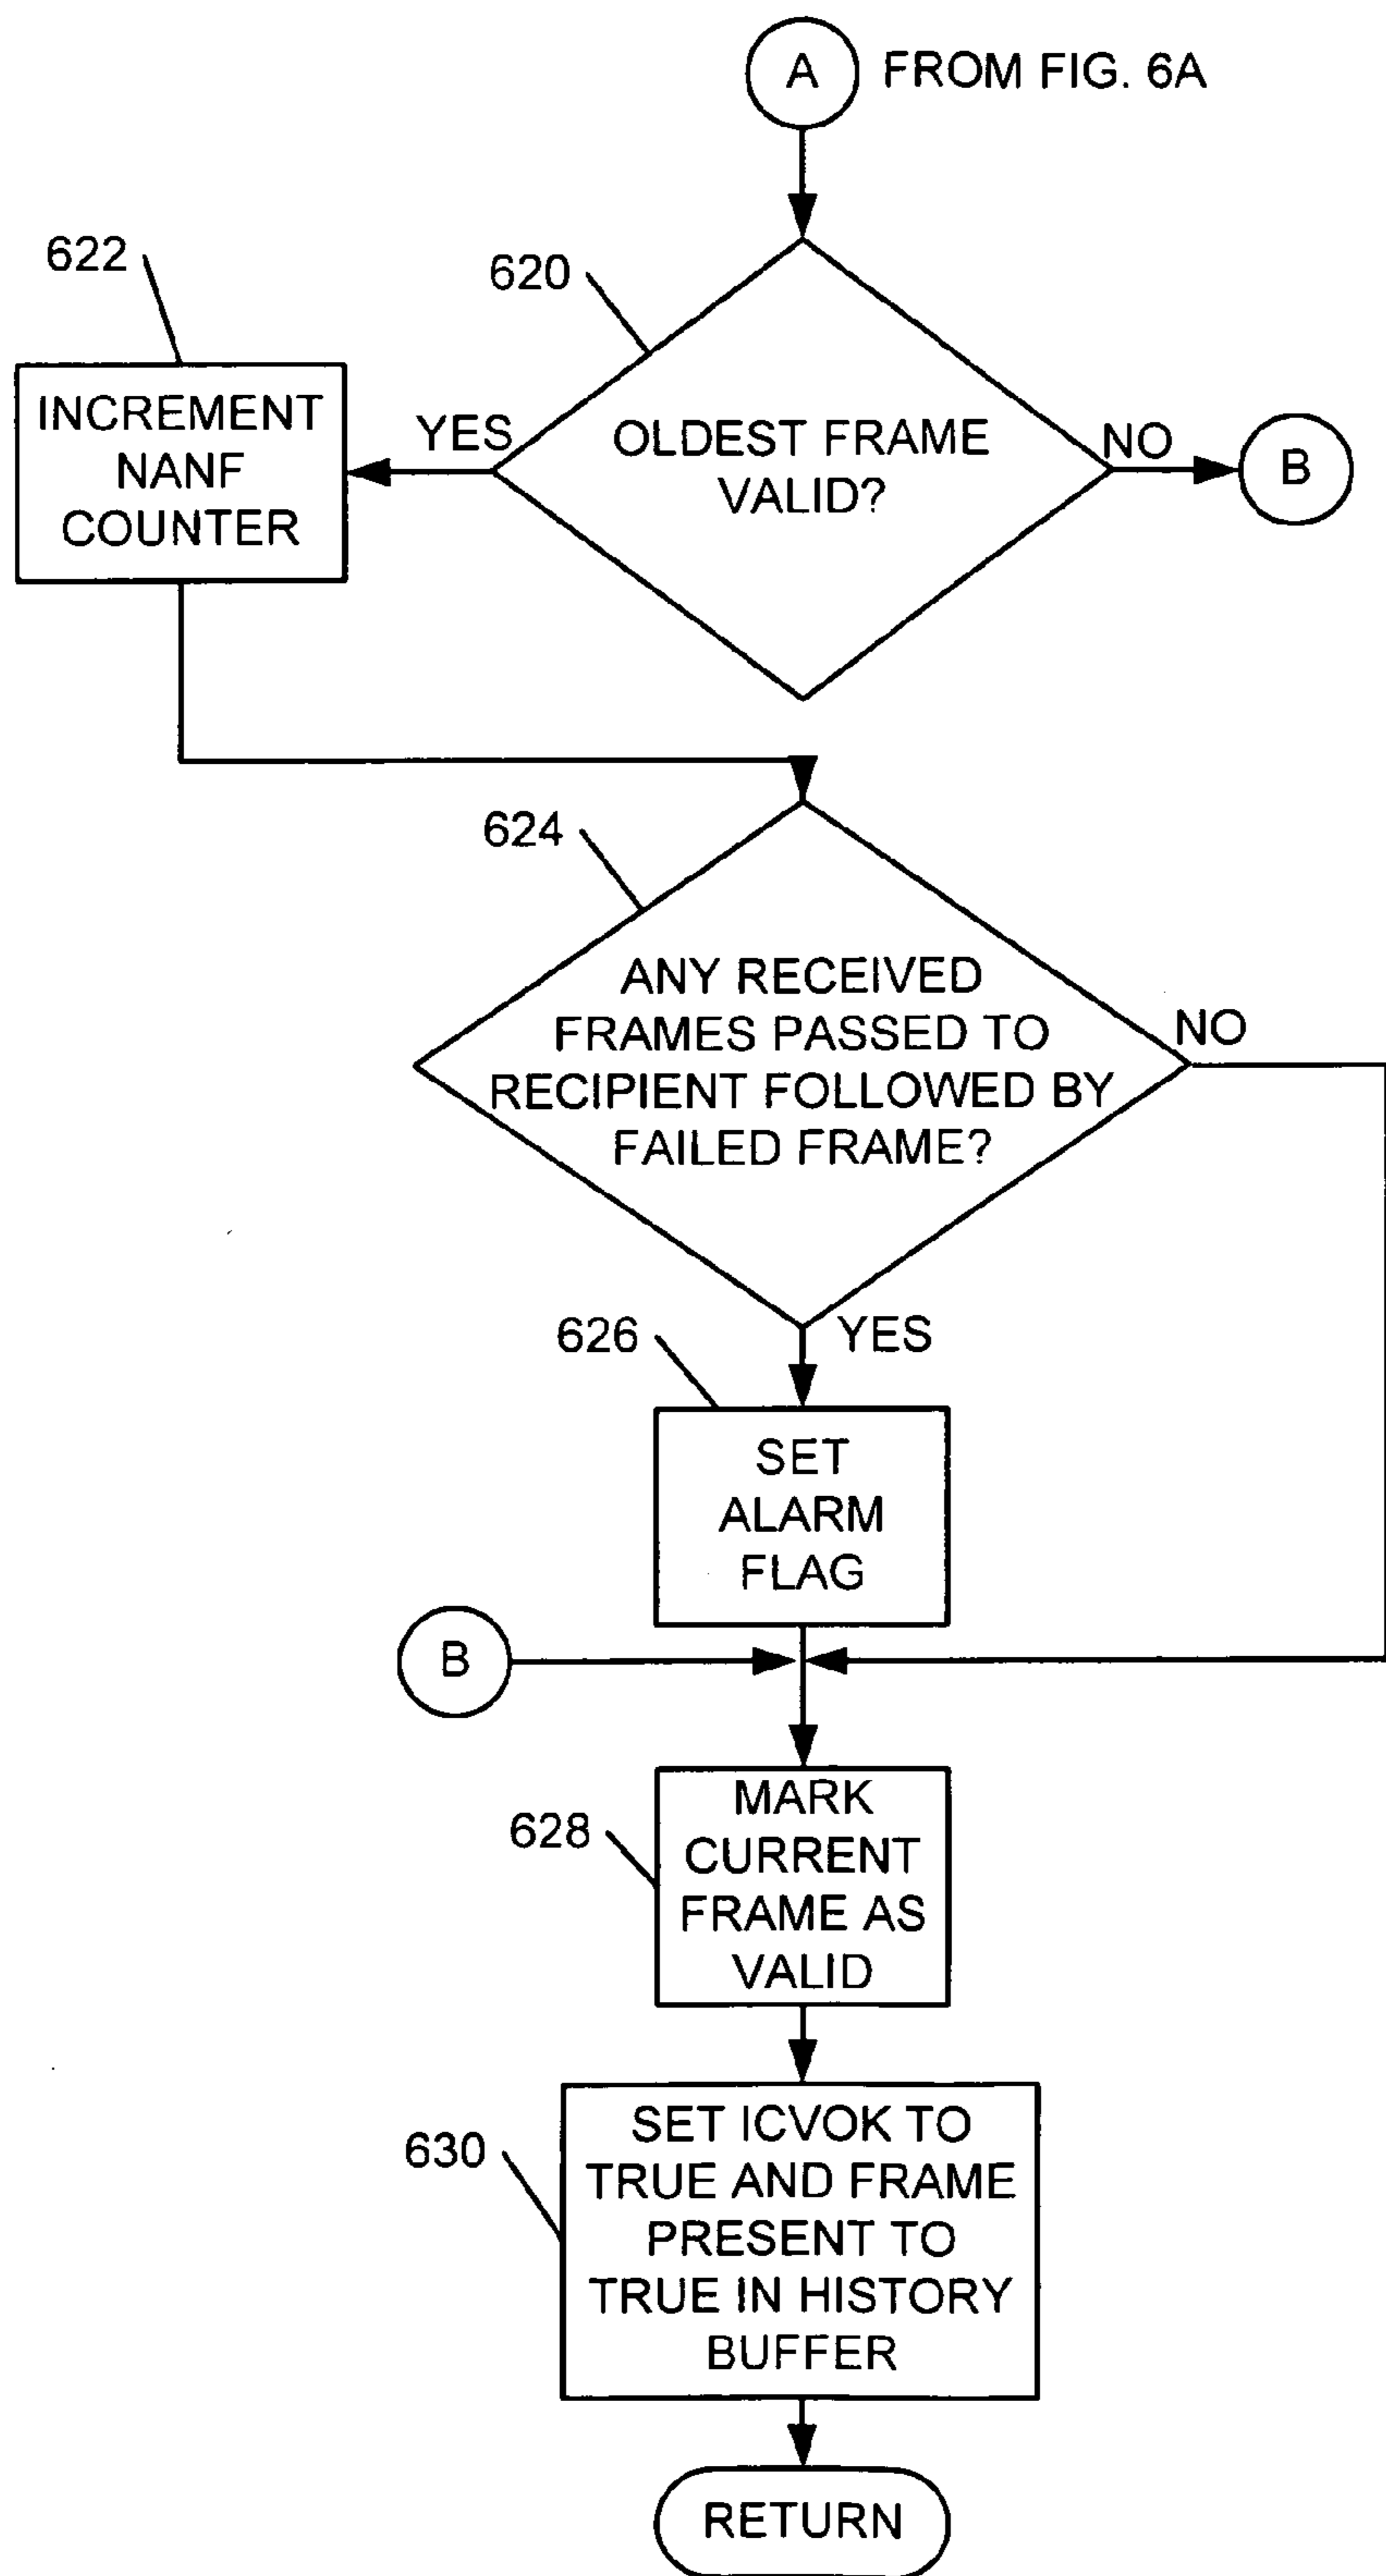 A FROM FIG. 6A
622
620
INCREMENT
NANF
COUNTER
YES
OLDEST FRAME
VALID?
NO
B
624
ANY RECEIVED
FRAMES PASSED TO
RECIPIENT FOLLOWED BY
FAILED FRAME?
NO
YES
626
SET
ALARM
FLAG
B
628
MARK
CURRENT
FRAME AS
VALID
630
SET ICVOK TO
TRUE AND FRAME
PRESENT TO
TRUE IN HISTORY
BUFFER
RETURN